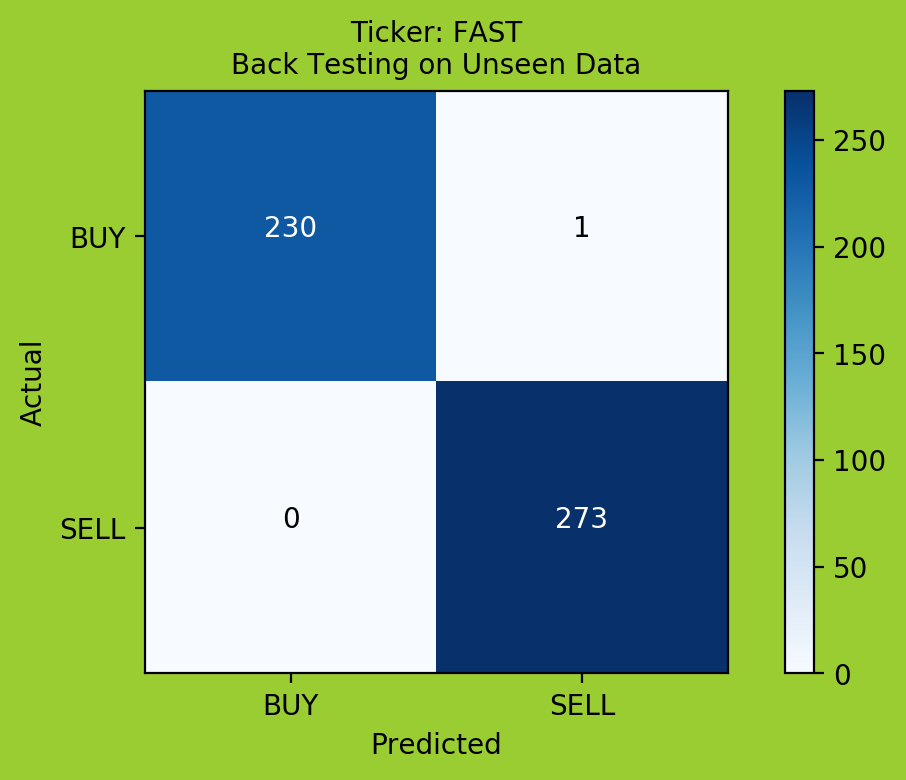 Ticker: FAST
Back Testing on Unseen Data
BUY
230
1
Actual
SELL
0
273
BUY
SELL
Predicted
250
200
150
100
50
0